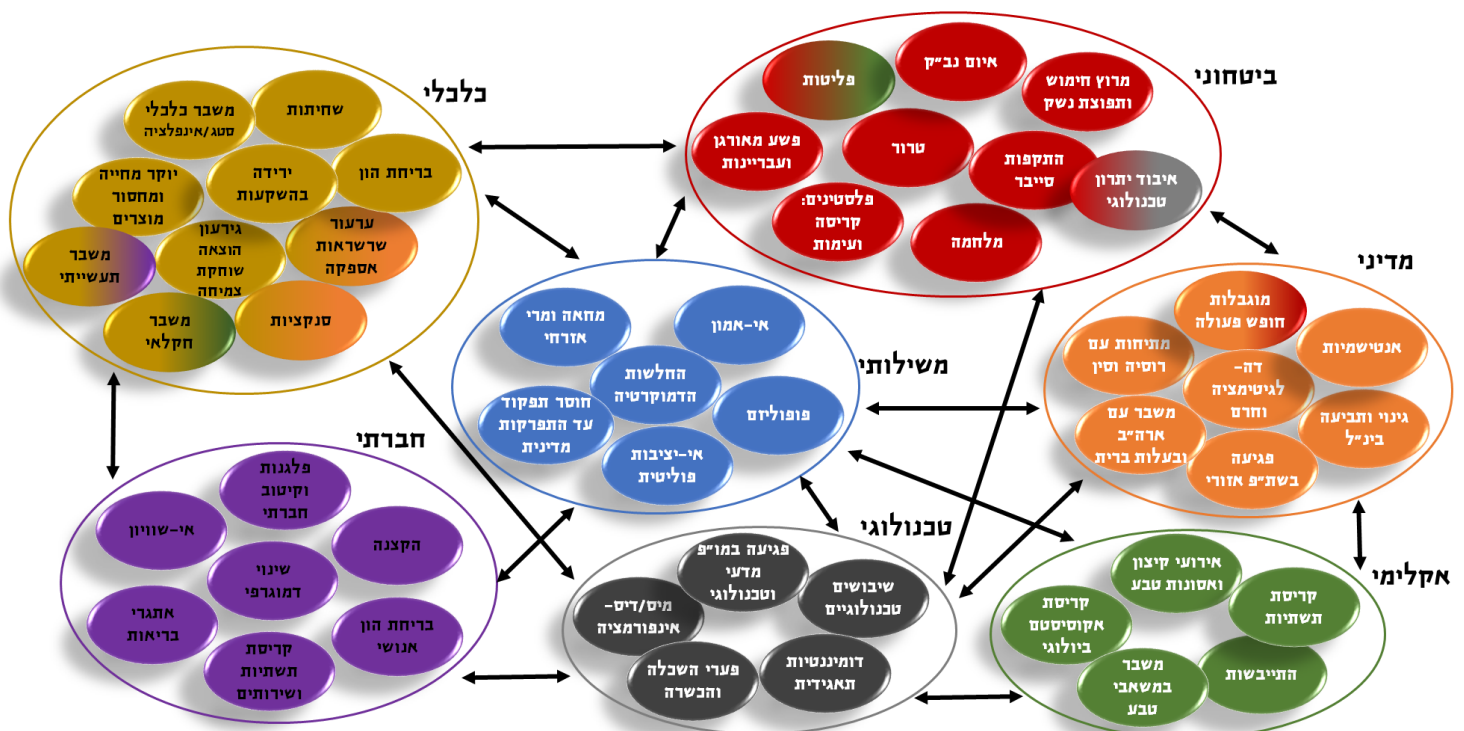 ביטחוני
פליטות
איום גב״ק
מרוץ חימוש
ותפוצת נשק
פשע מאורגן
ועבריינות
טרור
התקפות
סייבר
איבוד יתרון
טכנולוגי
פלסטינים:
קריסה
ועימות
מלחמה
כלכלי
משבר כלכלי
סטג/אינפלציה
שחיתות
יוקר מחייה
ומחסור
מוצרים
ירידה
בהשקעות
בריחת הון
משבר
תעשייתי
גירעון
הוצאה
שוחקת
צמיחה
ערעור
שרשראות
אספקה
משבר
חקלאי
סנקציות
מדיני
מוגבלות
חופש פעולה
מתיחות עם
רוסיה וסין
אנטישמיות
דה-
לגיטימציה
וחרם
משבר עם
ארה״ב
ובעלות ברית
גינוי ותביעה
בינ״ל
פגיעה
בשת״פ אזורי
משילותי
מחאה ומרי
אזרחי
אי-אמון
החלשות
הדמוקרטיה
חוסר תפקוד
עד התפרקות
מדינית
פופוליזם
אי-יציבות
פוליטית
חברתי
פלגנות
וקיטוב
חברתי
אי-שוויון
הקצנה
שינוי
דמוגרפי
אתגרי
בריאות
בריחת הון
אנושי
קריסת
תשתיות
ושירותים
טכנולוגי
פגיעה במו״פ
מדעי
וטכנולוגי
שיבושים
טכנולוגיים
מיס/דיס-
אינפורמציה
פערי השכלה
והכשרה
דומיננטיות
תאגידית
אקלימי
אירועי קיצון
ואסונות טבע
קריסת
אקוסיסטם
ביולוגי
קריסת
תשתיות
משבר
במשאבי
טבע
התייבשות